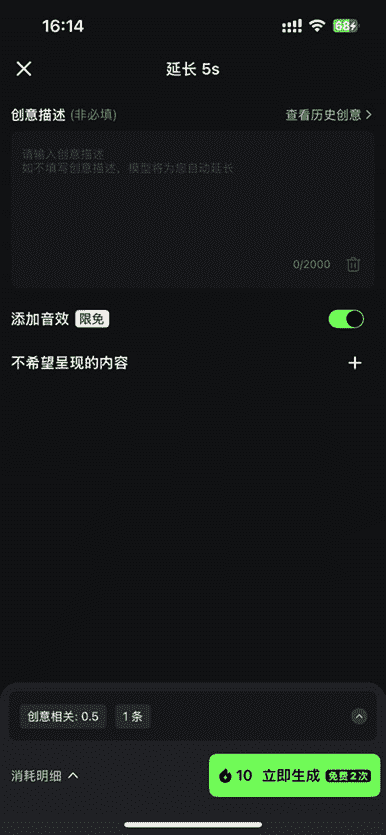 16:14
68
延长 5s
创意描述 (非必填)
查看历史创意
请输入创意描述
如不填写创意描述、模型将为您自动延长
0/2000
添加音效 限免
不希望呈现的内容
创意相关: 0.5
1 条
消耗明细
10 立即生成 免费2次